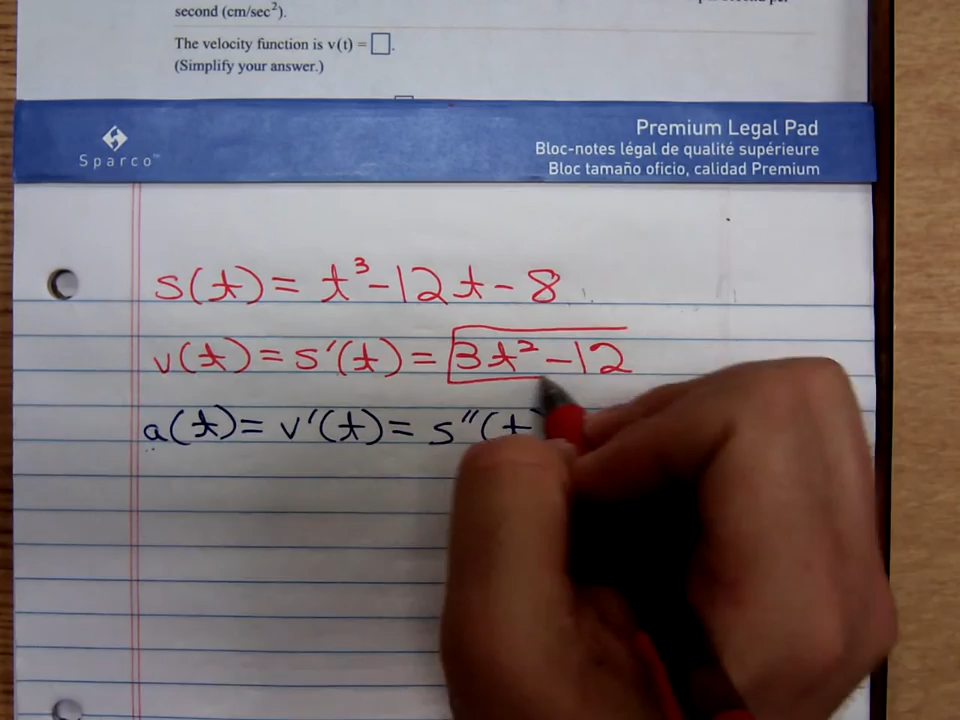 second (cm/sec²).
The velocity function is v(t) = □.
(Simplify your answer.)
Sparco™
Premium Legal Pad
Bloc-notes légal de qualité supérieure
Bloc tamaño oficio, calidad Premium
s(t) = t³ - 12t - 8
v(t) = s'(t) = 3t² - 12
a(t) = v'(t) = s''(t